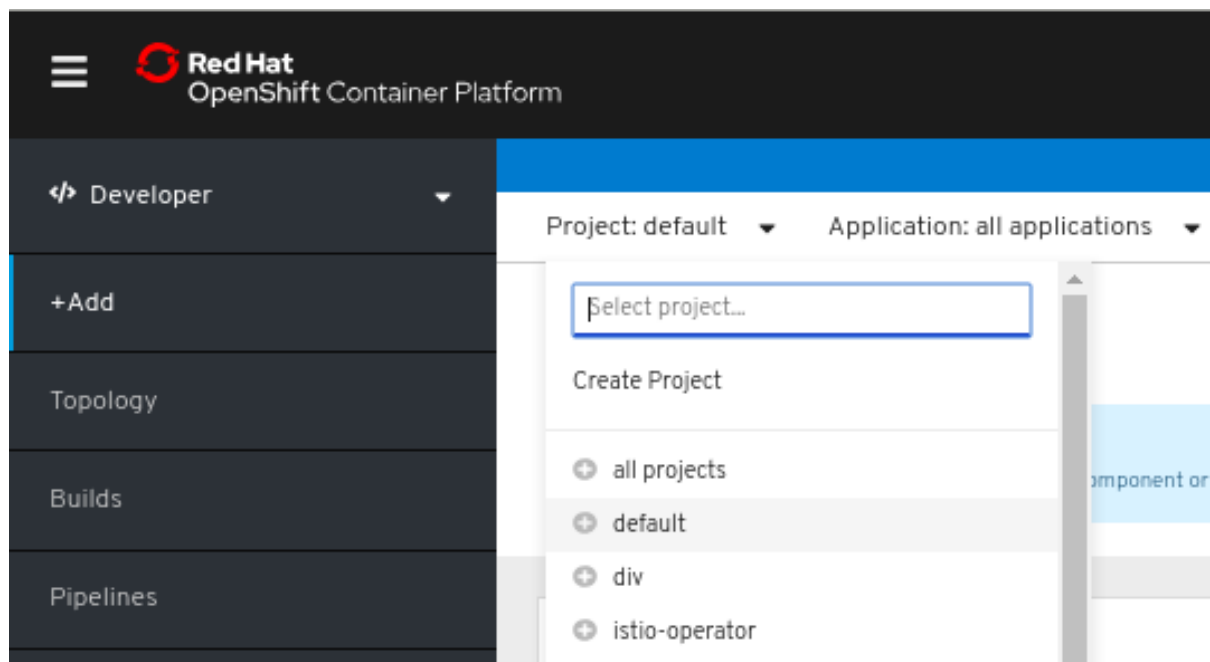 Red Hat
OpenShift Container Platform
</> Developer
Project: default
Application: all applications
+Add
Select project...
Create Project
Topology
all projects
omponent or
Builds
default
div
Pipelines
istio-operator